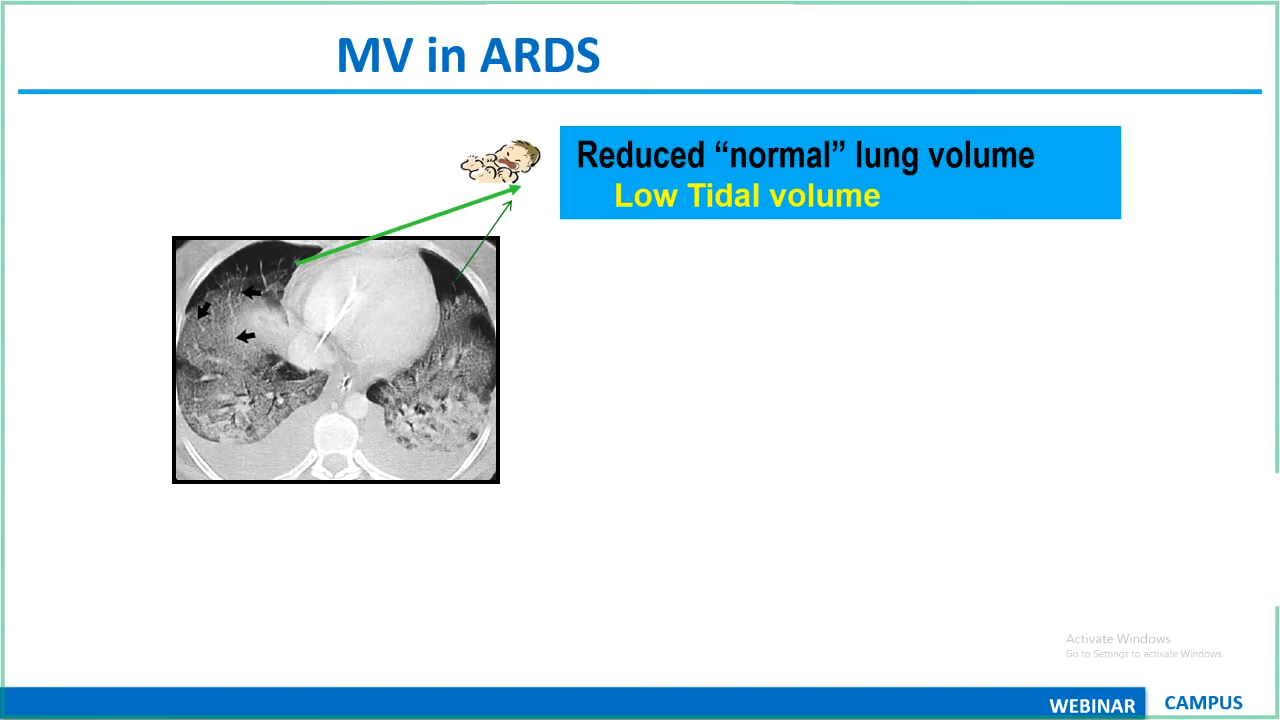 MV in ARDS
Reduced “normal” lung volume
Low Tidal volume
Activate Windows
Go to Settings to activate Windows.
WEBINAR CAMPUS